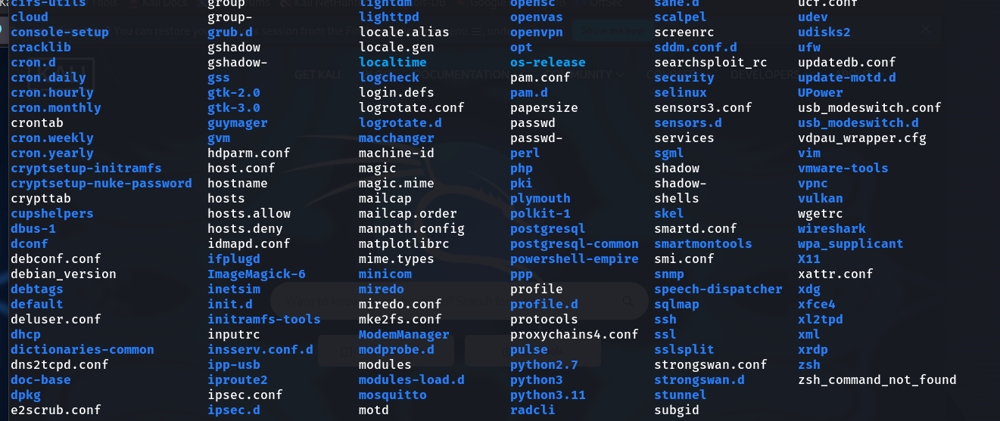 Tools Kali Docs Kali OffSec
cifs-utils group lightdm opensc sane.d ucf.conf
cloud group- lighttpd openvas scalpel udev
console-setup grub.d locale.alias openvpn screenrc udisks2
You can restore
cracklib gshadow locale.gen opt sddm.conf.d ufw
cron.d gshadow- localtime os-release searchsploit_rc updatedb.conf
GET KALI DOCUMENTATION DEVELOPERS
cron.daily gss logcheck pam.conf security update-motd.d
cron.hourly gtk-2.0 login.defs pam.d selinux UPower
cron.monthly gtk-3.0 logrotate.conf papersize sensors3.conf usb_modeswitch.conf
crontab guymager logrotate.d passwd sensors.d usb_modeswitch.d
cron.weekly gvm macchanger passwd- services vdpau_wrapper.cfg
cron.yearly hdparm.conf machine-id perl sgml vim
cryptsetup-initramfs host.conf magic php shadow vmware-tools
cryptsetup-nuke-password hostname magic.mime pki shadow- vpnc
crypttab hosts mailcap plymouth shells vulkan
cupshelpers hosts.allow mailcap.order polkit-1 skel wgetrc
dbus-1 hosts.deny manpath.config postgresql smartd.conf wireshark
dconf idmapd.conf matplotlibrc postgresql-common smartmontools wpa_supplicant
debconf.conf ifplugd mime.types powershell-empire smi.conf X11
debian_version ImageMagick-6 minicom ppp snmp xattr.conf
debtags inetsim miredo profile speech-dispatcher xdg
default init.d miredo.conf profile.d sqlmap xfce4
deluser.conf initramfs-tools mke2fs.conf protocols ssh xl2tpd
dhcp inputrc ModemManager proxychains4.conf ssl xml
dictionaries-common insserv.conf.d modprobe.d pulse sslsplit xrdp
dns2tcpd.conf ipp-usb modules python2.7 strongswan.conf zsh
doc-base iproute2 modules-load.d python3 strongswan.d zsh_command_not_found
dpkg ipsec.conf mosquitto python3.11 stunnel
e2scrub.conf ipsec.d motd radcli subgid